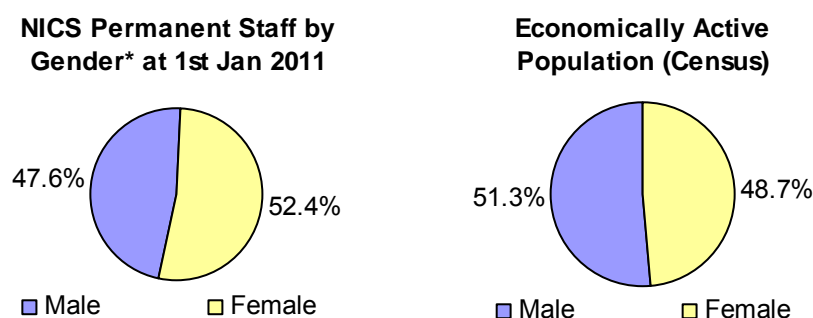 NICS Permanent Staff by
Gender* at 1st Jan 2011
47.6%
52.4%
Male Female
Economically Active
Population (Census)
51.3%
48.7%
Male Female